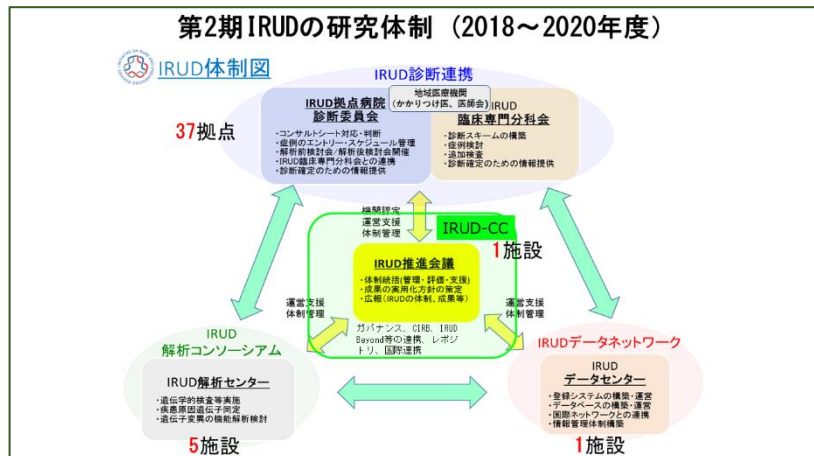 第2期IRUDの研究体制（2018～2020年度）
IRUD体制図
IRUD診断連携
地域医療機関
（かかりつけ医、医師会）
37拠点
IRUD拠点病院
診断委員会
・コンサルトシート対応・判断
・症例のエントリー・スケジュール管理
・解析前検討会/解析後検討会開催
・IRUD臨床専門分科会との連携
・診断確定のための情報提供
IRUD
臨床専門分科会
・診断スキームの構築
・症例検討
・追加検査
・診断確定のための情報提供
機関認定
運営支援
体制管理
IRUD-CC
1施設
IRUD推進会議
・体制統括(管理・評価・支援)
・成果の実用化方針の策定
・広報（IRUDの体制、成果等）
ガバナンス、CIRB、IRUD
Beyond等の連携、レポジ
トリ、国際連携
運営支援
体制管理
運営支援
体制管理
IRUD
解析コンソーシアム
IRUD解析センター
・遺伝学的検査等実施
・疾患原因遺伝子同定
・遺伝子変異の機能解析検討
5施設
IRUDデータネットワーク
IRUD
データセンター
・登録システムの構築・運営
・データベースの構築・運営
・国際ネットワークとの連携
・情報管理体制構築
1施設